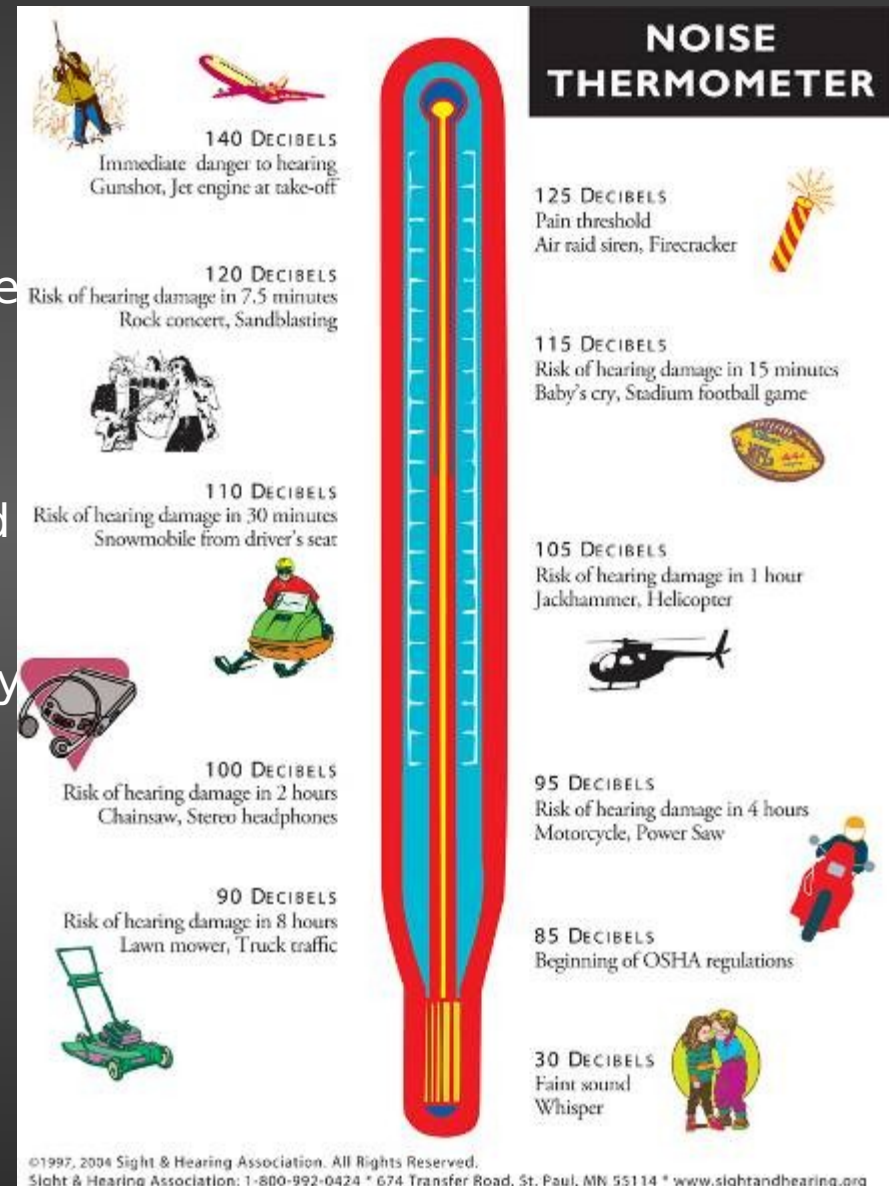 NOISE
THERMOMETER
140 DECIBELS
Immediate danger to hearing
Gunshot, Jet engine at take-off
125 DECIBELS
Pain threshold
Air raid siren, Firecracker
e
120 DECIBELS
Risk of hearing damage in 7.5 minutes
Rock concert, Sandblasting
115 DECIBELS
Risk of hearing damage in 15 minutes
Baby's cry, Stadium football game
NFL
110 DECIBELS
d
Risk of hearing damage in 30 minutes
Snowmobile from driver's seat
105 DECIBELS
Risk of hearing damage in 1 hour
Jackhammer, Helicopter
y
100 DECIBELS
Risk of hearing damage in 2 hours
Chainsaw, Stereo headphones
95 DECIBELS
Risk of hearing damage in 4 hours
Motorcycle, Power Saw
90 DECIBELS
Risk of hearing damage in 8 hours
Lawn mower, Truck traffic
85 DECIBELS
Beginning of OSHA regulations
30 DECIBELS
Faint sound
Whisper
©1997, 2004 Sight & Hearing Association. All Rights Reserved.
Sight & Hearing Association: 1-800-992-0424 * 674 Transfer Road, St. Paul, MN 55114 * www.sightandhearing.org